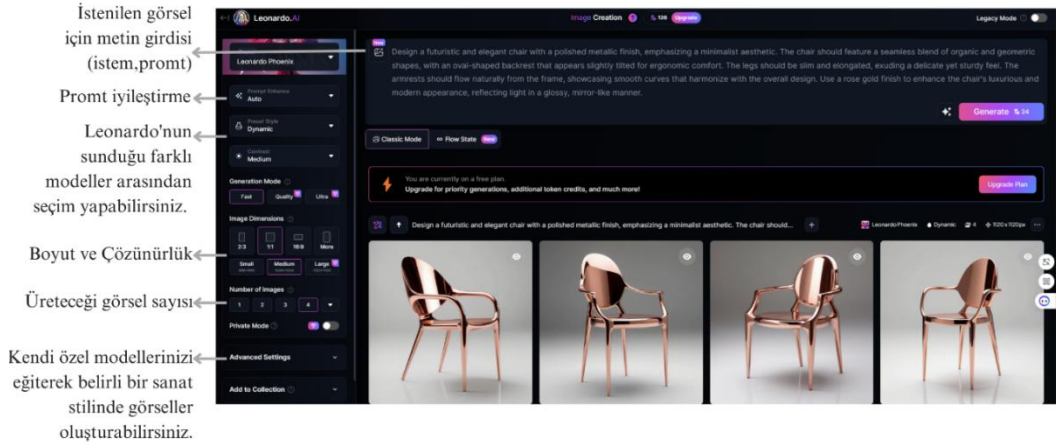 İstenilen görsel
için metin girdisi
(istem,promt)
Promt iyileştirme
Leonardo'nun
sunduğu farklı
modeller arasından
seçim yapabilirsiniz.
Boyut ve Çözünürlük
Üreteceği görsel sayısı
Kendi özel modellerinizi
eğiterek belirli bir sanat
stilinde görseller
oluşturabilirsiniz.
Leonardo.Ai
Image Creation
Upgrade
Legacy Mode
Leonardo Phoenix
Prompt Enhance
Auto
Preset Style
Dynamic
Contrast
Medium
Generation Mode
Fast Quality Ultra
Image Dimensions
2:3 1:1 16:9 More
Small Medium Large
Number of Images
1 2 3 4
Private Mode
Advanced Settings
Add to Collection
New
Design a futuristic and elegant chair with a polished metallic finish, emphasizing a minimalist aesthetic. The chair should feature a seamless blend of organic and geometric
shapes, with an oval-shaped backrest that appears slightly tilted for ergonomic comfort. The legs should be slim and elongated, exuding a delicate yet sturdy feel. The
armrests should flow naturally from the frame, showcasing smooth curves that harmonize with the overall design. Use a rose gold finish to enhance the chair's luxurious and
modern appearance, reflecting light in a glossy, mirror-like manner.
Generate 24
Classic Mode Flow State New
You are currently on a free plan.
Upgrade for priority generations, additional token credits, and much more!
Upgrade Plan
Design a futuristic and elegant chair with a polished metallic finish, emphasizing a minimalist aesthetic. The chair should...
Leonardo Phoenix Dynamic 4 1120x1120px